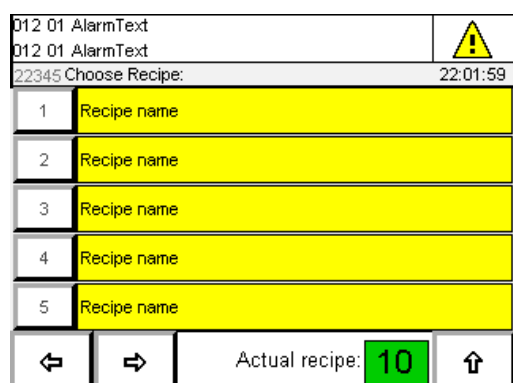 012 01 AlarmText
012 01 AlarmText
22345 Choose Recipe: 22:01:59
1 Recipe name
2 Recipe name
3 Recipe name
4 Recipe name
5 Recipe name
Actual recipe: 10